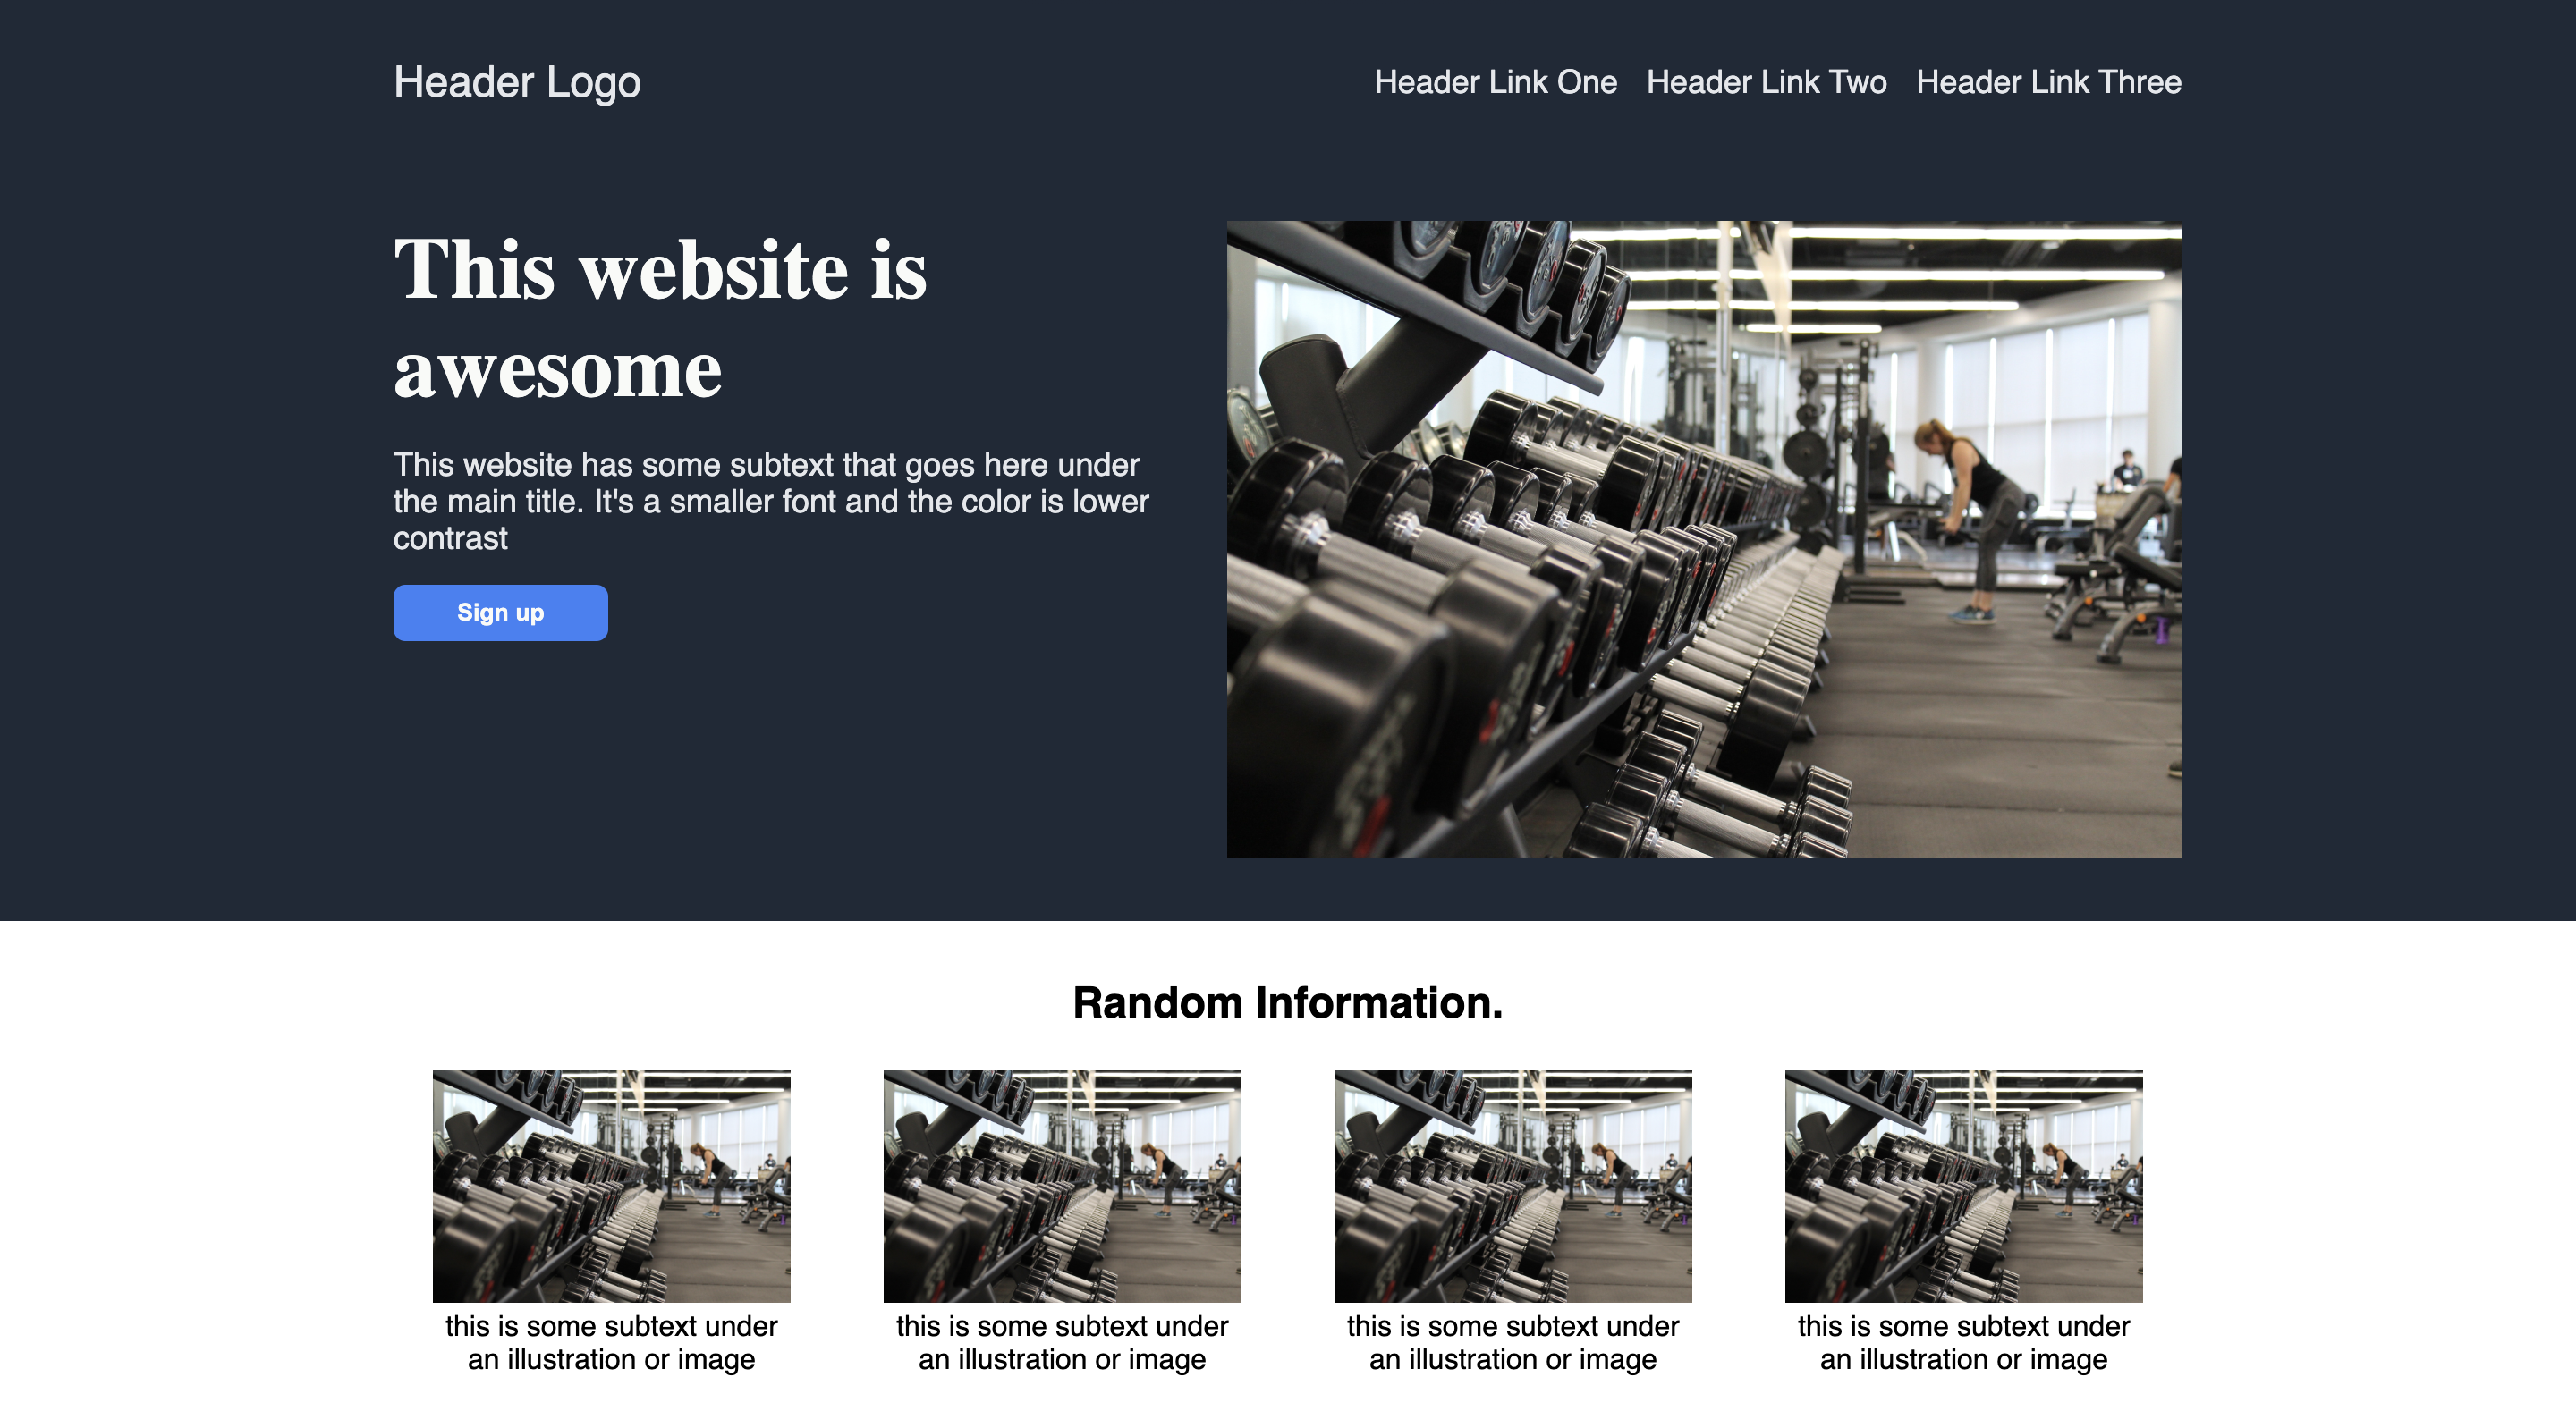 Header Logo
Header Link One Header Link Two Header Link Three
This website is
awesome
This website has some subtext that goes here under
the main title. It's a smaller font and the color is lower
contrast
Sign up
Random Information.
this is some subtext under
an illustration or image
this is some subtext under
an illustration or image
this is some subtext under
an illustration or image
this is some subtext under
an illustration or image